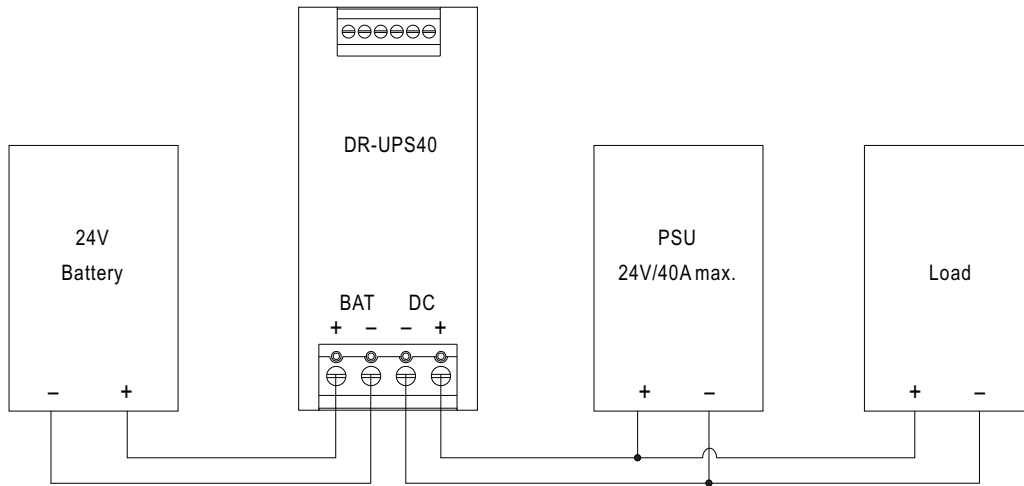 DR-UPS40
24V
Battery
PSU
24V/40A max.
Load
BAT DC
+ – – +
– +
+ –
+ –